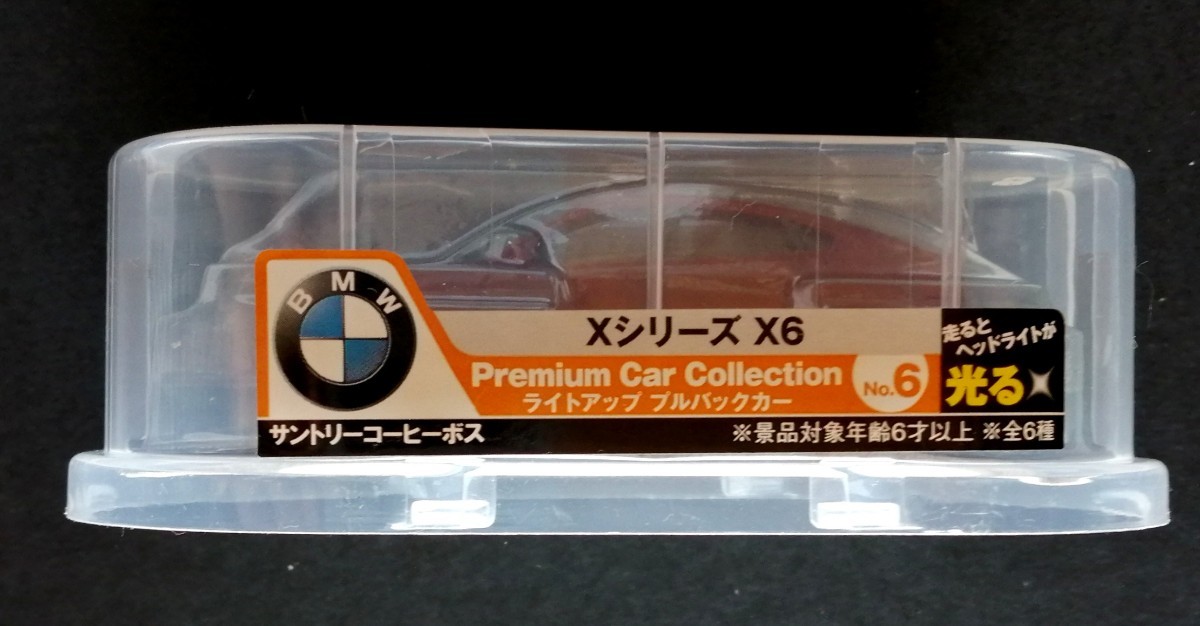 BMW
Xシリーズ X6
Premium Car Collection
ライトアップ プルバックカー
No.6
走ると
ヘッドライトが
光る
サントリーコーヒーボス
※景品対象年齢6才以上 ※全6種